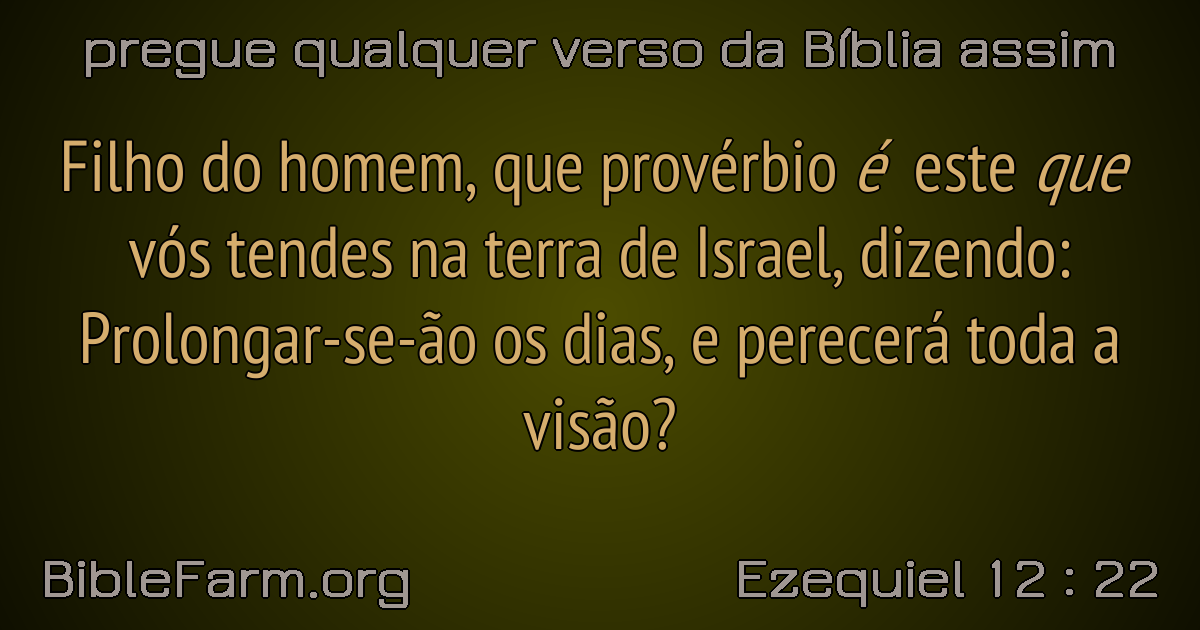 pregue qualquer verso da Bíblia assim
Filho do homem, que provérbio é este que
vós tendes na terra de Israel, dizendo:
Prolongar-se-ão os dias, e perecerá toda a
visão?
BibleFarm.org
Ezequiel 12 : 22